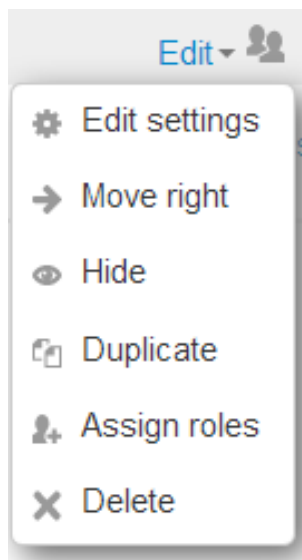 Edit
Edit settings
Move right
Hide
Duplicate
Assign roles
Delete